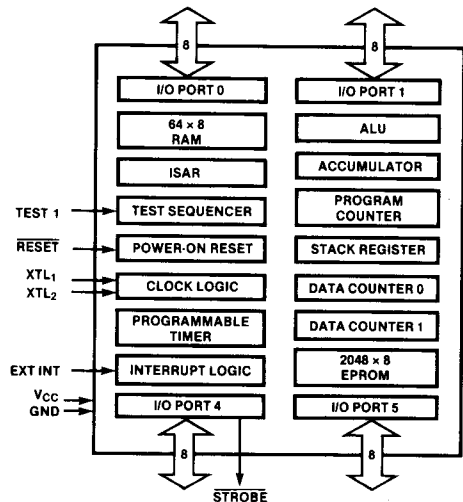 8
8
I/O PORT 0
I/O PORT 1
64 × 8
RAM
ALU
ISAR
ACCUMULATOR
TEST 1
TEST SEQUENCER
PROGRAM
COUNTER
RESET
POWER-ON RESET
STACK REGISTER
XTL1
XTL2
CLOCK LOGIC
DATA COUNTER 0
PROGRAMMABLE
TIMER
DATA COUNTER 1
EXT INT
INTERRUPT LOGIC
2048 × 8
EPROM
VCC
GND
I/O PORT 4
I/O PORT 5
8
8
STROBE